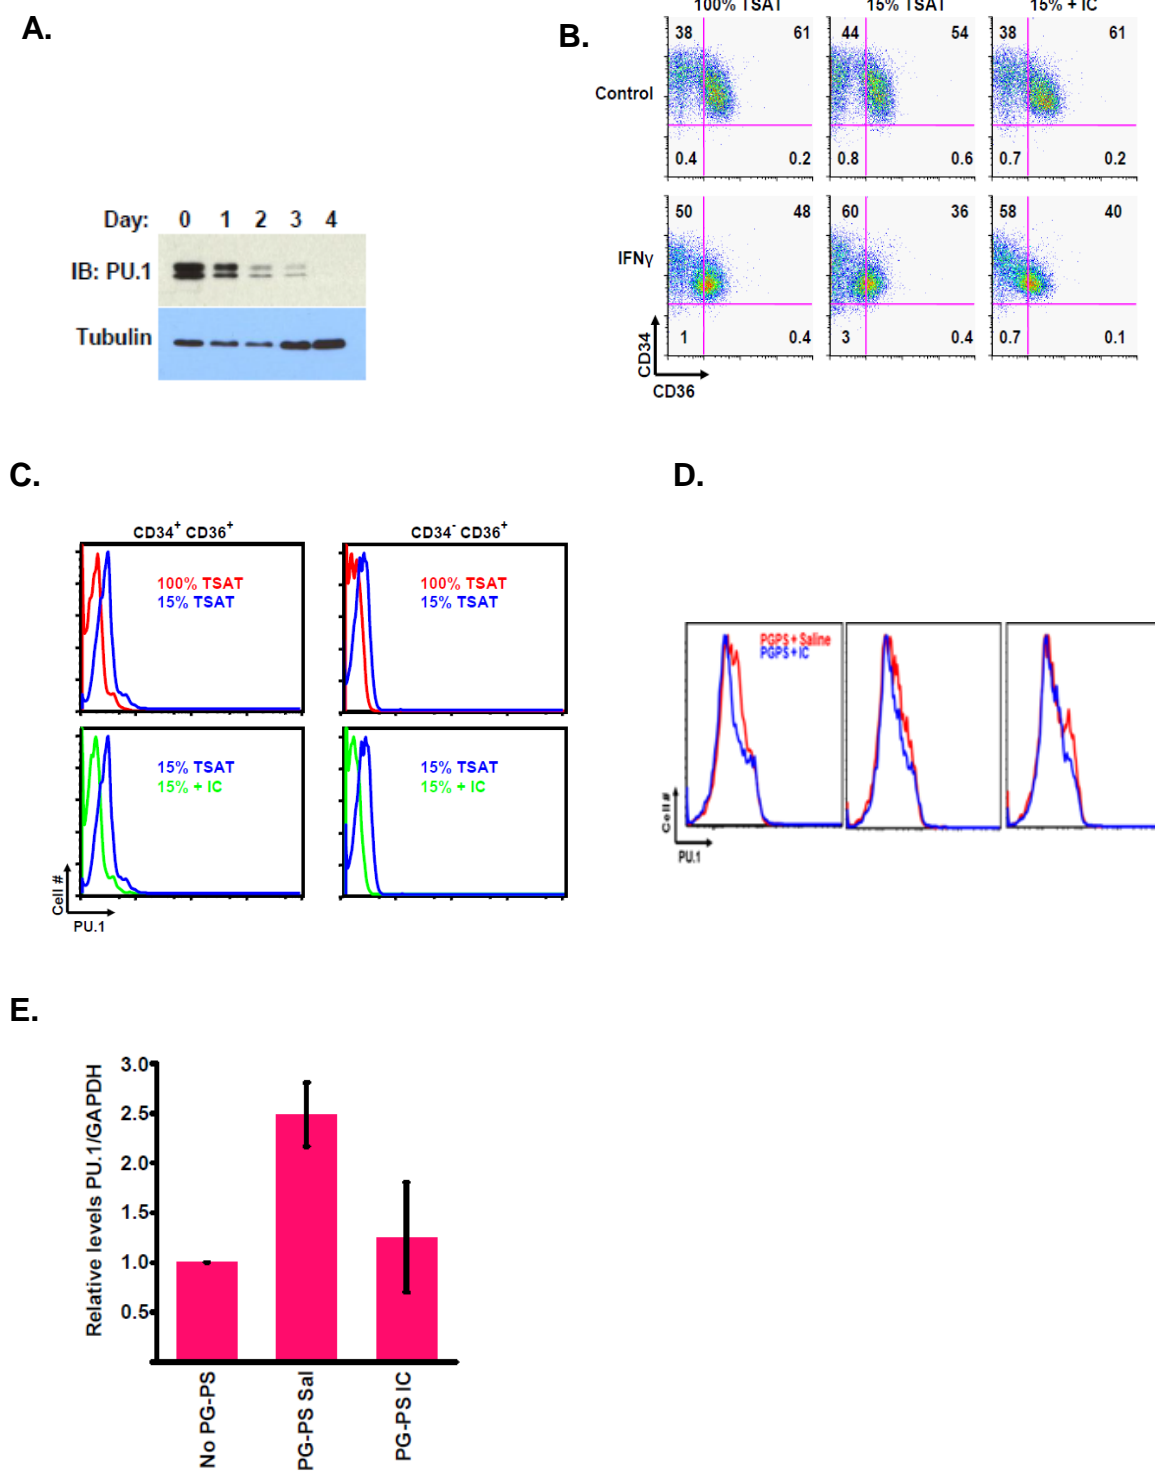 A.
Day: 0 1 2 3 4
IB: PU.1
Tubulin
B.
100% TSAT 15% TSAT 15% + IC
Control
38 61 44 54 38 61
0.4 0.2 0.8 0.6 0.7 0.2
IFNγ
50 48 60 36 58 40
1 0.4 3 0.4 0.7 0.1
CD34
CD36
C.
CD34+ CD36+
100% TSAT
15% TSAT
CD34- CD36+
100% TSAT
15% TSAT
15% TSAT
15% + IC
15% TSAT
15% + IC
Cell #
PU.1
D.
PGPS + Saline
PGPS + IC
Cell #
PU.1
E.
Relative levels PU.1/GAPDH
3.0
2.5
2.0
1.5
1.0
0.5
No PG-PS
PG-PS Sal
PG-PS IC